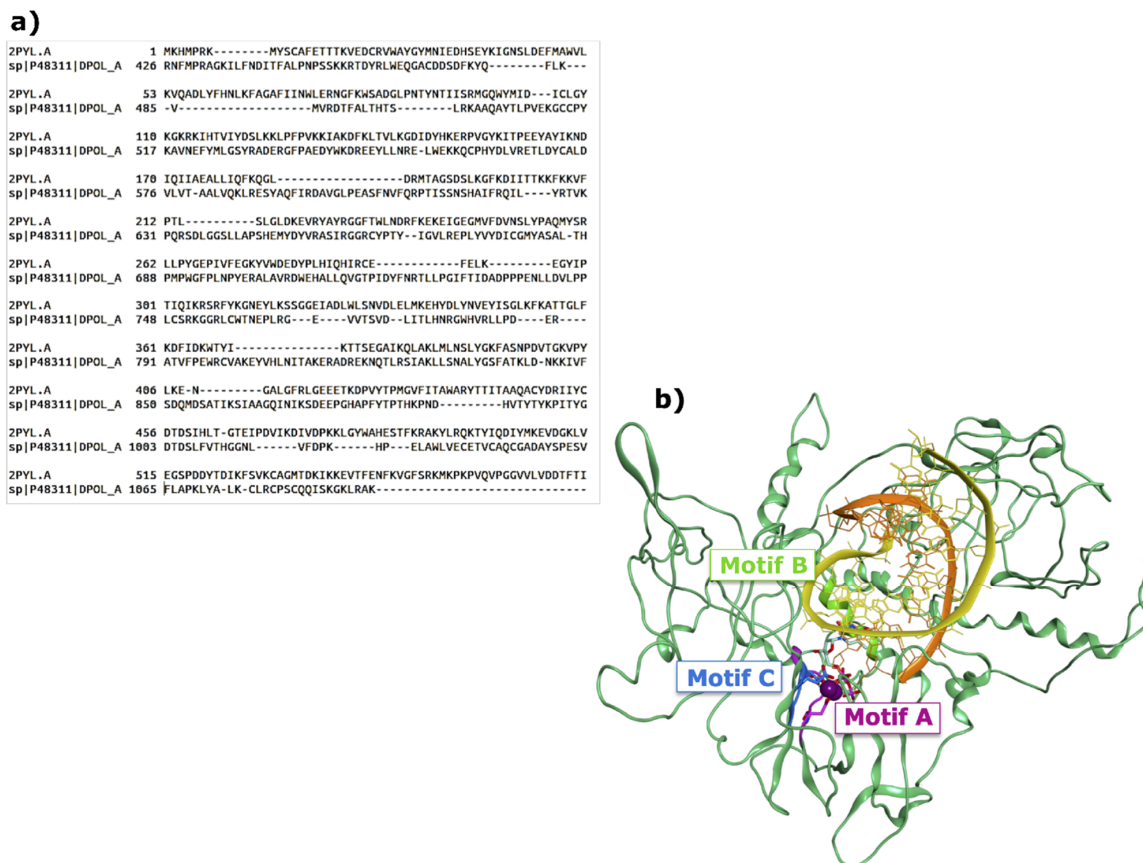 a)
2PYL.A 1 MKHMPRK--------MYSCAFETTTKVEDCRVWAYGYMNIEDHSEYKIGNSLDEFMAWVL
sp|P48311|DPOL_A 426 RNFMPRAGKILFNDITFALPNPSSKKRTDYRLWEQGACDDSDFKYQ--------FLK---
2PYL.A 53 KVQADLYFHNLKFAGAFIINWLERNGFKWSADGLPNTYNTIISRMGQWYMID---ICLGY
sp|P48311|DPOL_A 485 -V---------------MVRDTFALTHTS-------LRKAAQAYTLPVEKGCCPY
2PYL.A 110 KGKRKIHTVIYDSLKKLPFPVKKIAKDFKLTVLKGDIDYHKERPVGYKITPEEYAYIKND
sp|P48311|DPOL_A 517 KAVNEFYMLGSYRADERGFPAEDYWKDREEYLLNRE-LWEKKQCPHYDLVRETLDYCALD
2PYL.A 170 IQIIAEALLIQFKQGL-----------------DRMTAGSDSLKGFKDIITTKKFKKVF
sp|P48311|DPOL_A 576 VLVT-AALVQKLRESYAQFIRDAVGLPEASFNVFQRPTISSNSHAIFRQIL----YRTVK
2PYL.A 212 PTL----------SLGLDKEVRYAYRGGFTWLNDRFKEKEIGEGMVFDVNSLYPAQMYSR
sp|P48311|DPOL_A 631 PQRSDLGGSLLAPSHEMYDYVRASIRGGRCYPTY--IGVLREPLYVYDICGMYASAL-TH
2PYL.A 262 LLPYGEPIVFEGKYVWDEDYPLHIQHIRCE-----------FELK------EGYIP
sp|P48311|DPOL_A 688 PMPWGFPLNPYERALAVRDWEHALLQVGTPIDYFNRTLLPGIFTIDADPPPENLLDVLPP
2PYL.A 301 TIQIKRSRFYKGNEYLKSSGGEIADLWLSNVDLELMKEHYDLYNVEYISGLKFKATTGLF
sp|P48311|DPOL_A 748 LCSRKGGRLCWTNEPLRG---E---VVTSVD--LITLHNRGWHVRLLPD----ER-----
2PYL.A 361 KDFIDKWTYI----------------KTTSEGAIKQLAKLMLNSLYGKFASNPDVTGKVPY
sp|P48311|DPOL_A 791 ATVFPEWRCVAKEYVHLNITAKERADREKNQTLRSIAKLLSNALYGSFATKLD-NKKIVF
2PYL.A 406 LKE-N---------GALGFRLGEEETKDPVYTPMGVFITAWARYTTITAAQACYDRIIYC
sp|P48311|DPOL_A 850 SDQMDSATIKSIAAGQINIKSDEEPGHAPFYTPTHKPND---------HVTYTYKPITYG
2PYL.A 456 DTDSIHLT-GTEIPDVIKDIVDPKKLGYWAHESTFKRAKYLRQKTYIQDIYMKEVDGKLV
sp|P48311|DPOL_A 1003 DTDSLFVTHGGNL------VFDPK-----HP---ELAWLVECETVCAQCGADAYSPESV
2PYL.A 515 EGSPDDYTDIKFSVKCAGMTDKIKKEVTFENFKVGFSRKMKPKPVQVPGGVVLVDDTFTI
sp|P48311|DPOL_A 1065 FLAPKLYA-LK-CLRCPSCQQISKGKLRAK------------------------------
b)
Motif B
Motif C
Motif A